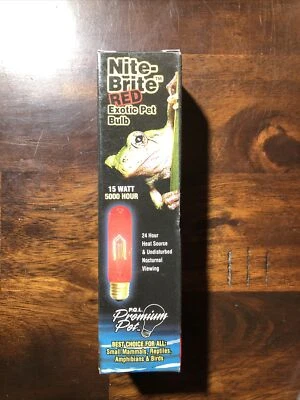 Nite-
Brite™
RED
Exotic Pet
Bulb
15 WATT
5000 HOUR
24 Hour
Heat Source
& Undisturbed
Nocturnal
Viewing
P.Q.L.
Premium
Pet
BEST CHOICE FOR ALL:
Small Mammals, Reptiles,
Amphibians & Birds